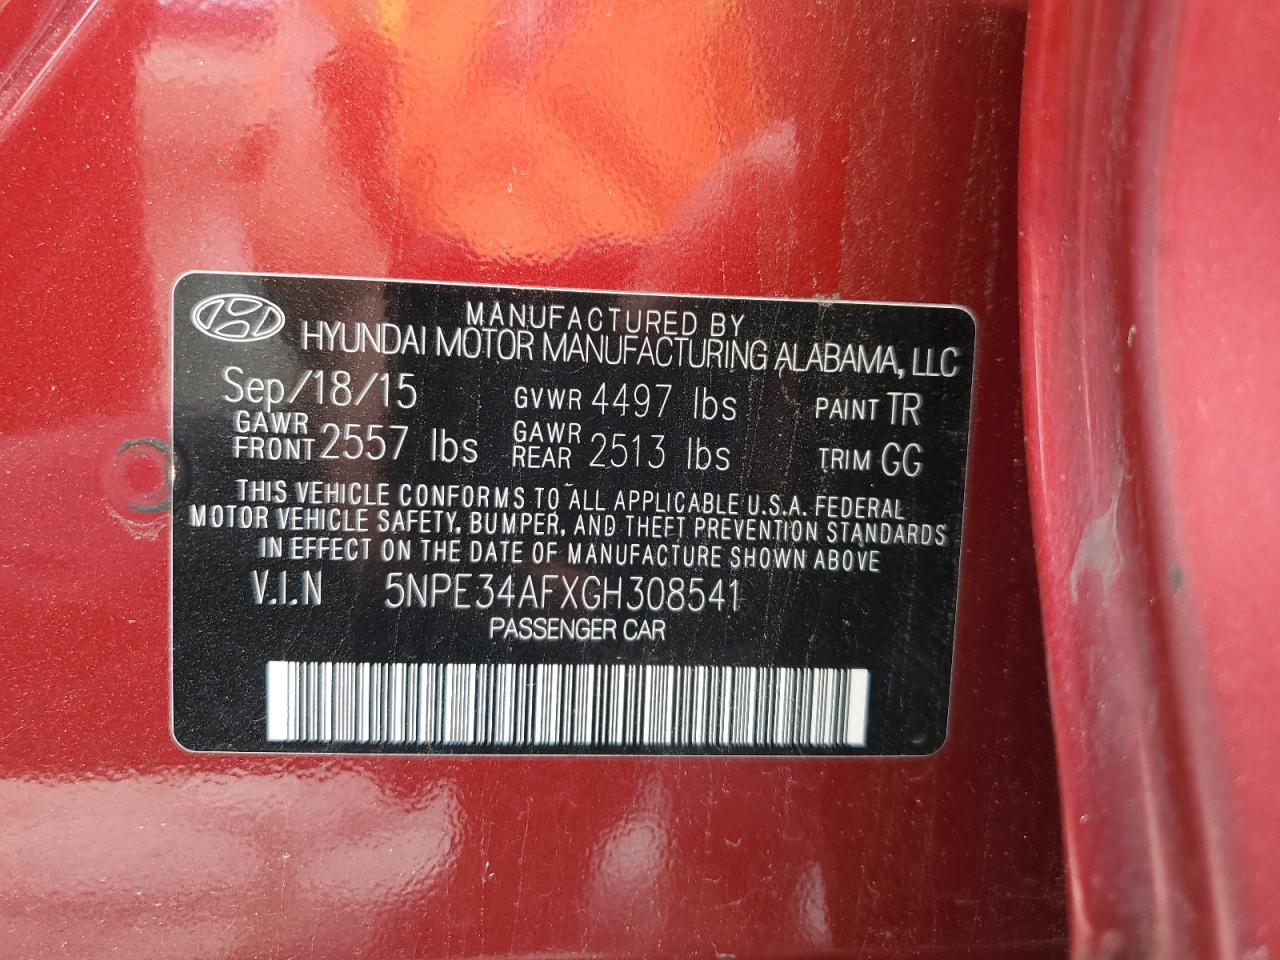 MANUFACTURED BY
HYUNDAI MOTOR MANUFACTURING ALABAMA, LLC
Sep/18/15 GVWR 4497 lbs PAINT TR
GAWR FRONT 2557 lbs GAWR REAR 2513 lbs TRIM GG
THIS VEHICLE CONFORMS TO ALL APPLICABLE U.S.A. FEDERAL
MOTOR VEHICLE SAFETY, BUMPER, AND THEFT PREVENTION STANDARDS
IN EFFECT ON THE DATE OF MANUFACTURE SHOWN ABOVE
V.I.N 5NPE34AFXGH308541
PASSENGER CAR